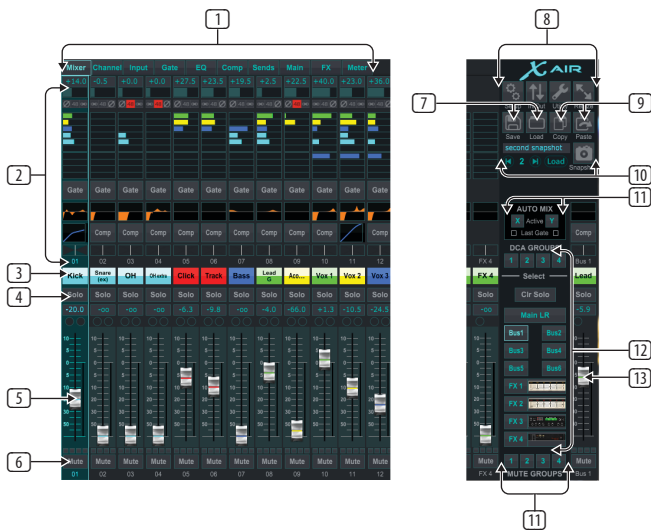 1
8
Mixer Channel Input Gate EQ Comp Sends Main FX Meter
X AIR
+14.0 -0.5 +0.0 +0.0 +27.5 +23.5 +19.5 +2.5 +22.5 +40.0 +23.0 +36.0
7
9
Save Load Copy Paste
second snapshot
2 Load
Snapshots
2
10
Gate Gate Gate Gate Gate Gate Gate Gate Gate Gate Gate Gate
Gate
11
AUTO MIX
X Active Y
Last Gate
Comp Comp Comp Comp Comp Comp Comp Comp Comp Comp
Comp
DCA GROUPS
01 02 03 04 05 06 07 08 09 10 11 12
FX 4
1 2 3 4
Bus 1
3
Kick Snare (ex) OH Click Track Bass Lead G Aco... Vox 1 Vox 2 Vox 3
FX 4
Select
Lead
4
Solo Solo Solo Solo Solo Solo Solo Solo Solo Solo Solo Solo
Solo
Clr Solo
Solo
-20.0 -oo -oo -oo -6.3 -9.8 -oo -4.0 -66.0 +1.3 -10.5 -24.5
-oo
-5.9
Main LR
Bus1 Bus2
Bus3 Bus4
12
5
Bus5 Bus6
13
FX 1
FX 2
FX 3
FX 4
6
Mute Mute Mute Mute Mute Mute Mute Mute Mute Mute Mute Mute
Mute
1 2 3 4
Mute
01 02 03 04 05 06 07 08 09 10 11 12
FX 4
MUTE GROUPS
Bus 1
11